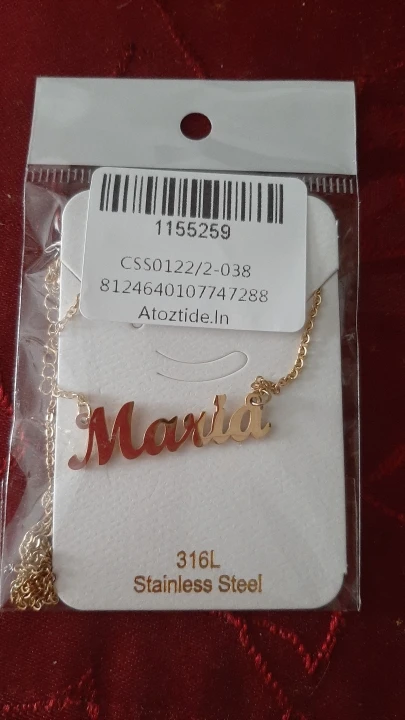 1155259
CSS0122/2-038
8124640107747288
Atoztide.In
Maria
316L
Stainless Steel